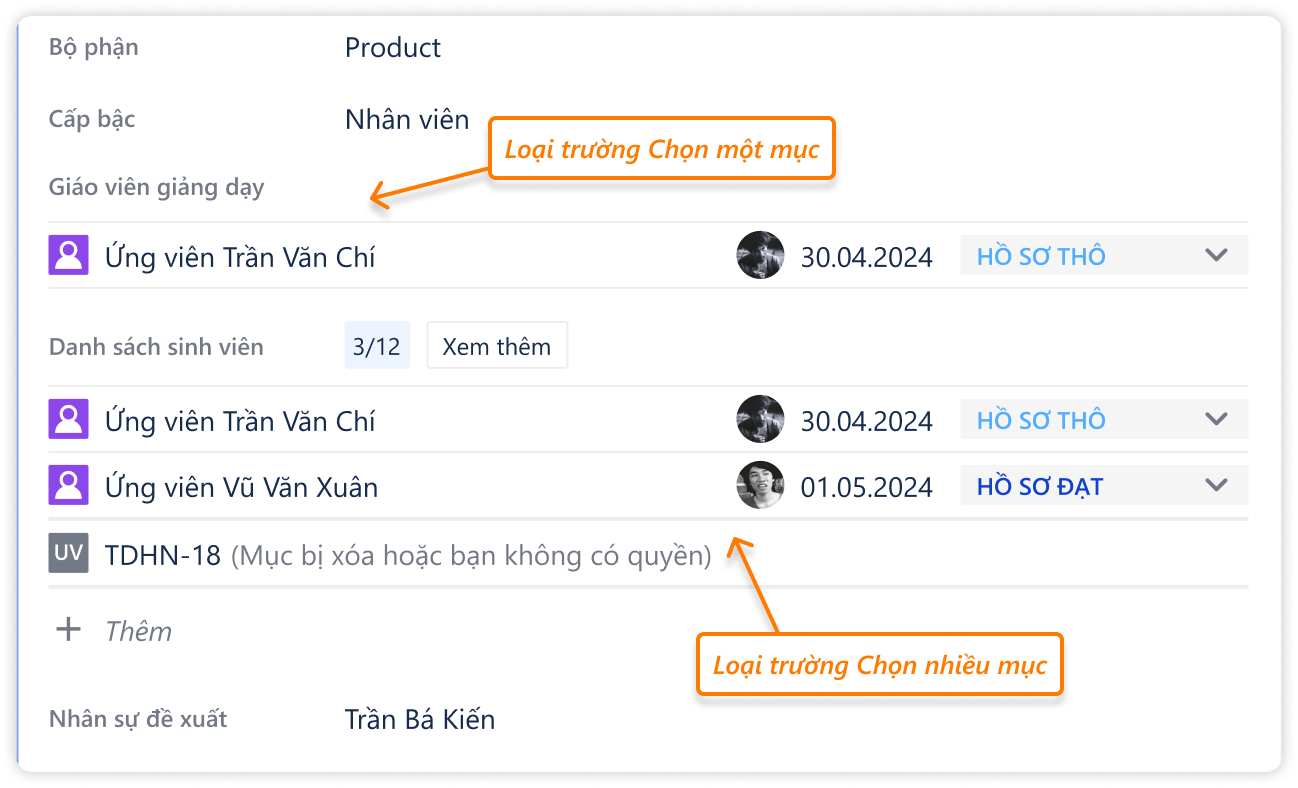 Bộ phận Product
Cấp bậc Nhân viên
Loại trường Chọn một mục
Giáo viên giảng dạy
Ứng viên Trần Văn Chí 30.04.2024 HỒ SƠ THÔ
Danh sách sinh viên 3/12 Xem thêm
Ứng viên Trần Văn Chí 30.04.2024 HỒ SƠ THÔ
Ứng viên Vũ Văn Xuân 01.05.2024 HỒ SƠ ĐẠT
UV TDHN-18 (Mục bị xóa hoặc bạn không có quyền)
+ Thêm
Loại trường Chọn nhiều mục
Nhân sự đề xuất Trần Bá Kiến